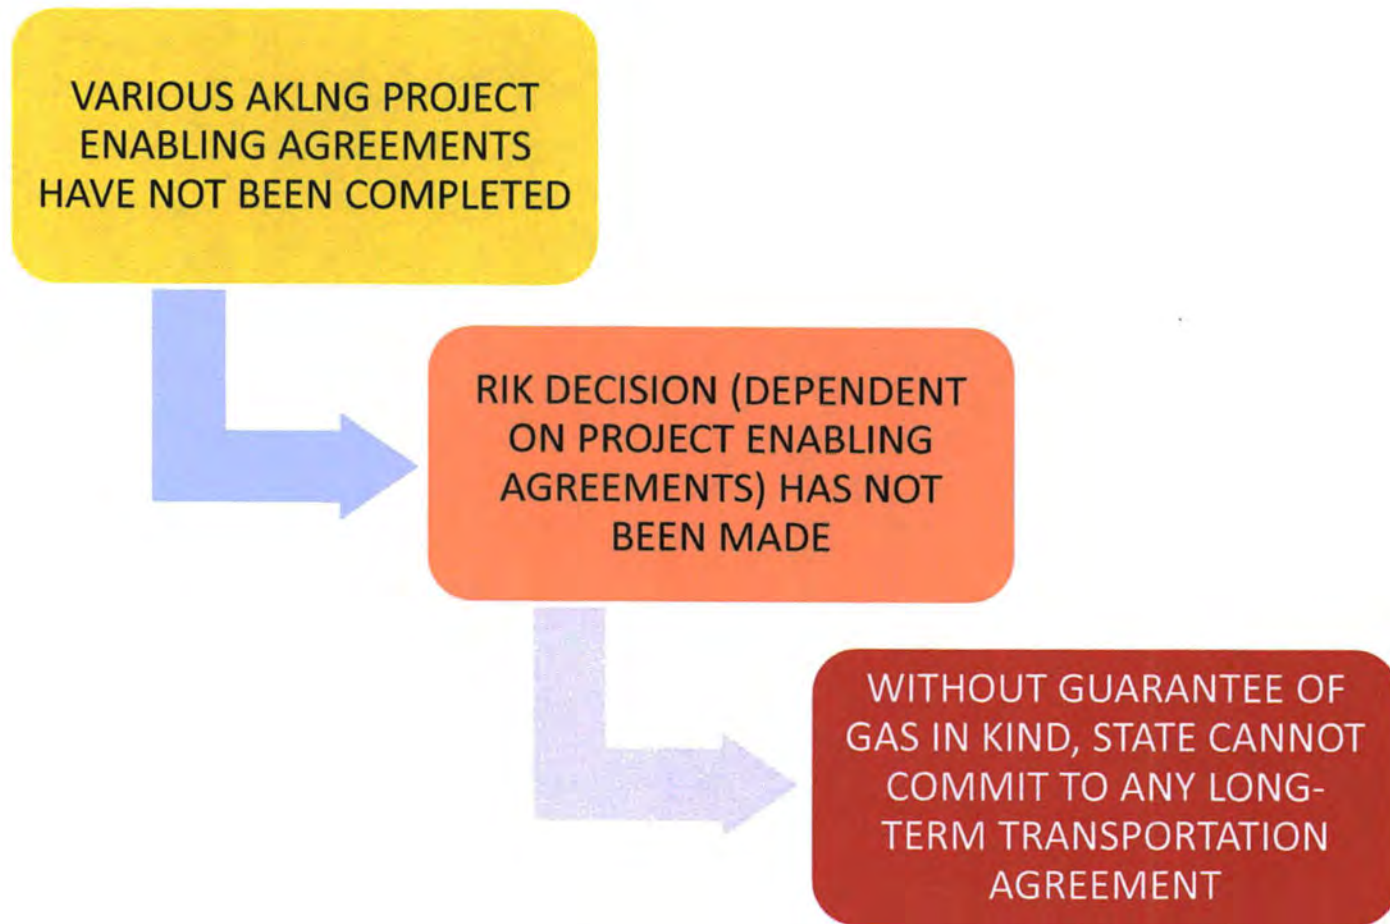 VARIOUS AKLNG PROJECT
ENABLING AGREEMENTS
HAVE NOT BEEN COMPLETED
RIK DECISION (DEPENDENT
ON PROJECT ENABLING
AGREEMENTS) HAS NOT
BEEN MADE
WITHOUT GUARANTEE OF
GAS IN KIND, STATE CANNOT
COMMIT TO ANY LONG-
TERM TRANSPORTATION
AGREEMENT